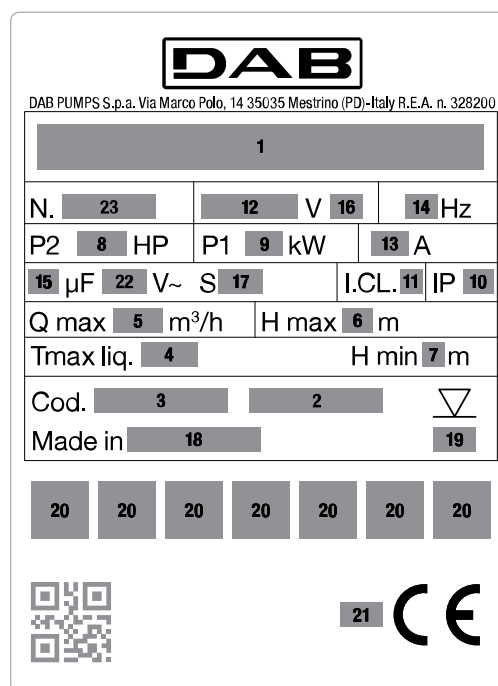 DAB
DAB PUMPS S.p.a. Via Marco Polo, 14 35035 Mestrino (PD)-Italy R.E.A. n. 328200
1
N. 23 12 V 16 14 Hz
P2 8 HP P1 9 kW 13 A
15 µF 22 V~ S 17 I.CL. 11 IP 10
Q max 5 m³/h H max 6 m
Tmax liq. 4 H min 7 m
Cod. 3 2
Made in 18 19
20 20 20 20 20 20 20
21 CE